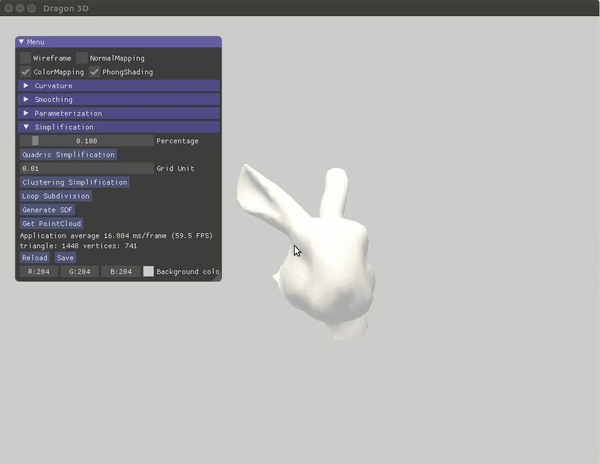 Dragon 3D
Menu
Wireframe NormalMapping
ColorMapping PhongShading
Curvature
Smoothing
Parameterization
Simplification
0.100 Percentage
Quadric Simplification
0.01 Grid Unit
Clustering Simplification
Loop Subdivision
Generate SDF
Get PointCloud
Application average 16.804 ms/frame (59.5 FPS)
triangle: 1448 vertices: 741
Reload Save
R:204 G:204 B:204 Background colo